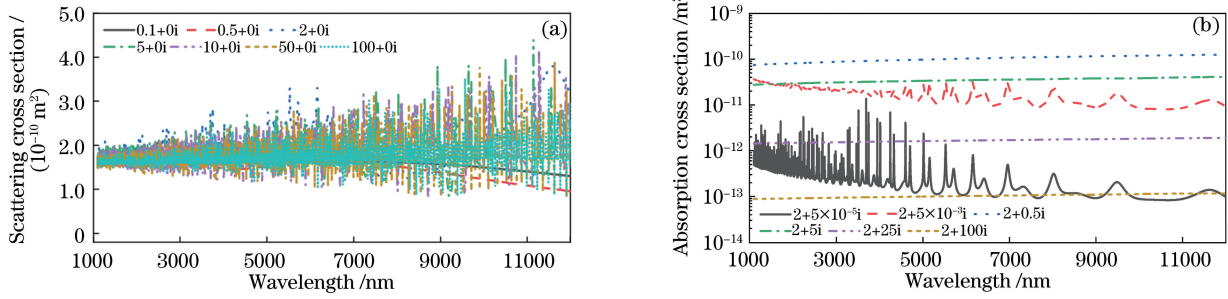 (a)
Scattering cross section /
(10⁻¹⁰ m²)
5.0
4.0
3.0
2.0
1.0
0
0.1+0i 0.5+0i 2+0i
5+0i 10+0i 50+0i 100+0i
1000 3000 5000 7000 9000 11000
Wavelength /nm
(b)
Absorption cross section /m²
10⁻⁹
10⁻¹⁰
10⁻¹¹
10⁻¹²
10⁻¹³
10⁻¹⁴
2+5×10⁻⁵i 2+5×10⁻³i 2+0.5i
2+5i 2+25i 2+100i
1000 3000 5000 7000 9000 11000
Wavelength /nm